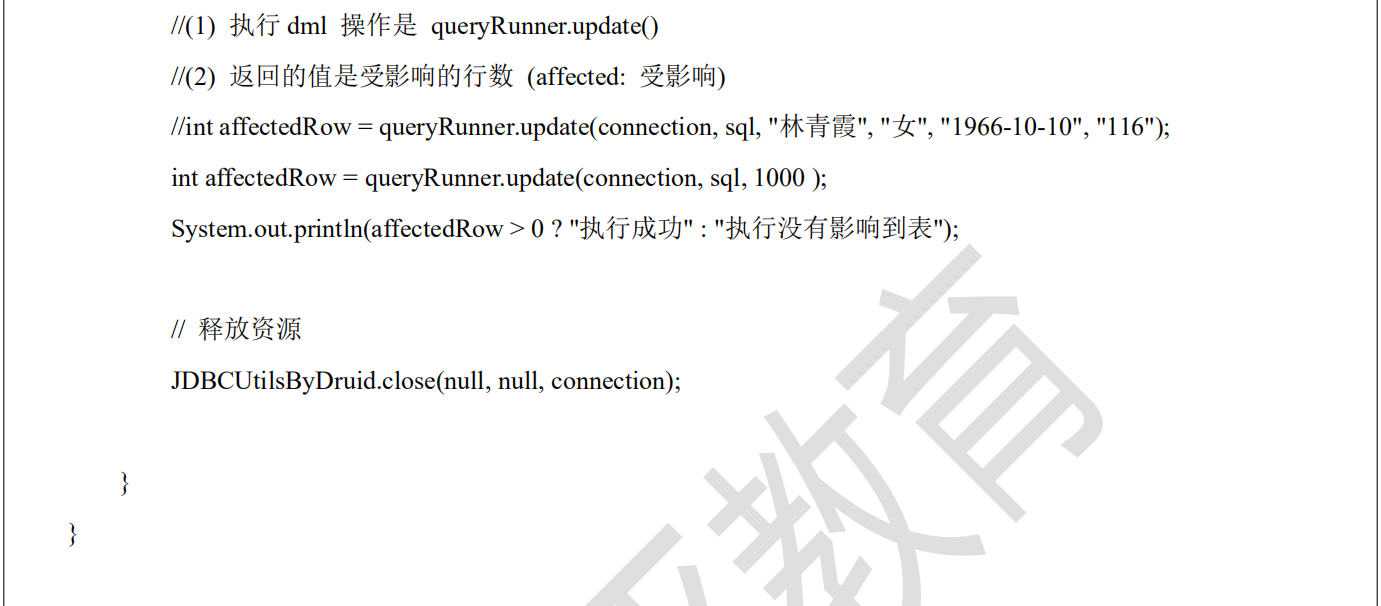 //(1) 执行 dml 操作是 queryRunner.update()
//(2) 返回的值是受影响的行数 (affected: 受影响)
//int affectedRow = queryRunner.update(connection, sql, "林青霞", "女", "1966-10-10", "116");
int affectedRow = queryRunner.update(connection, sql, 1000 );
System.out.println(affectedRow > 0 ? "执行成功" : "执行没有影响到表");
// 释放资源
JDBCUtilsByDruid.close(null, null, connection);
}
}
教育